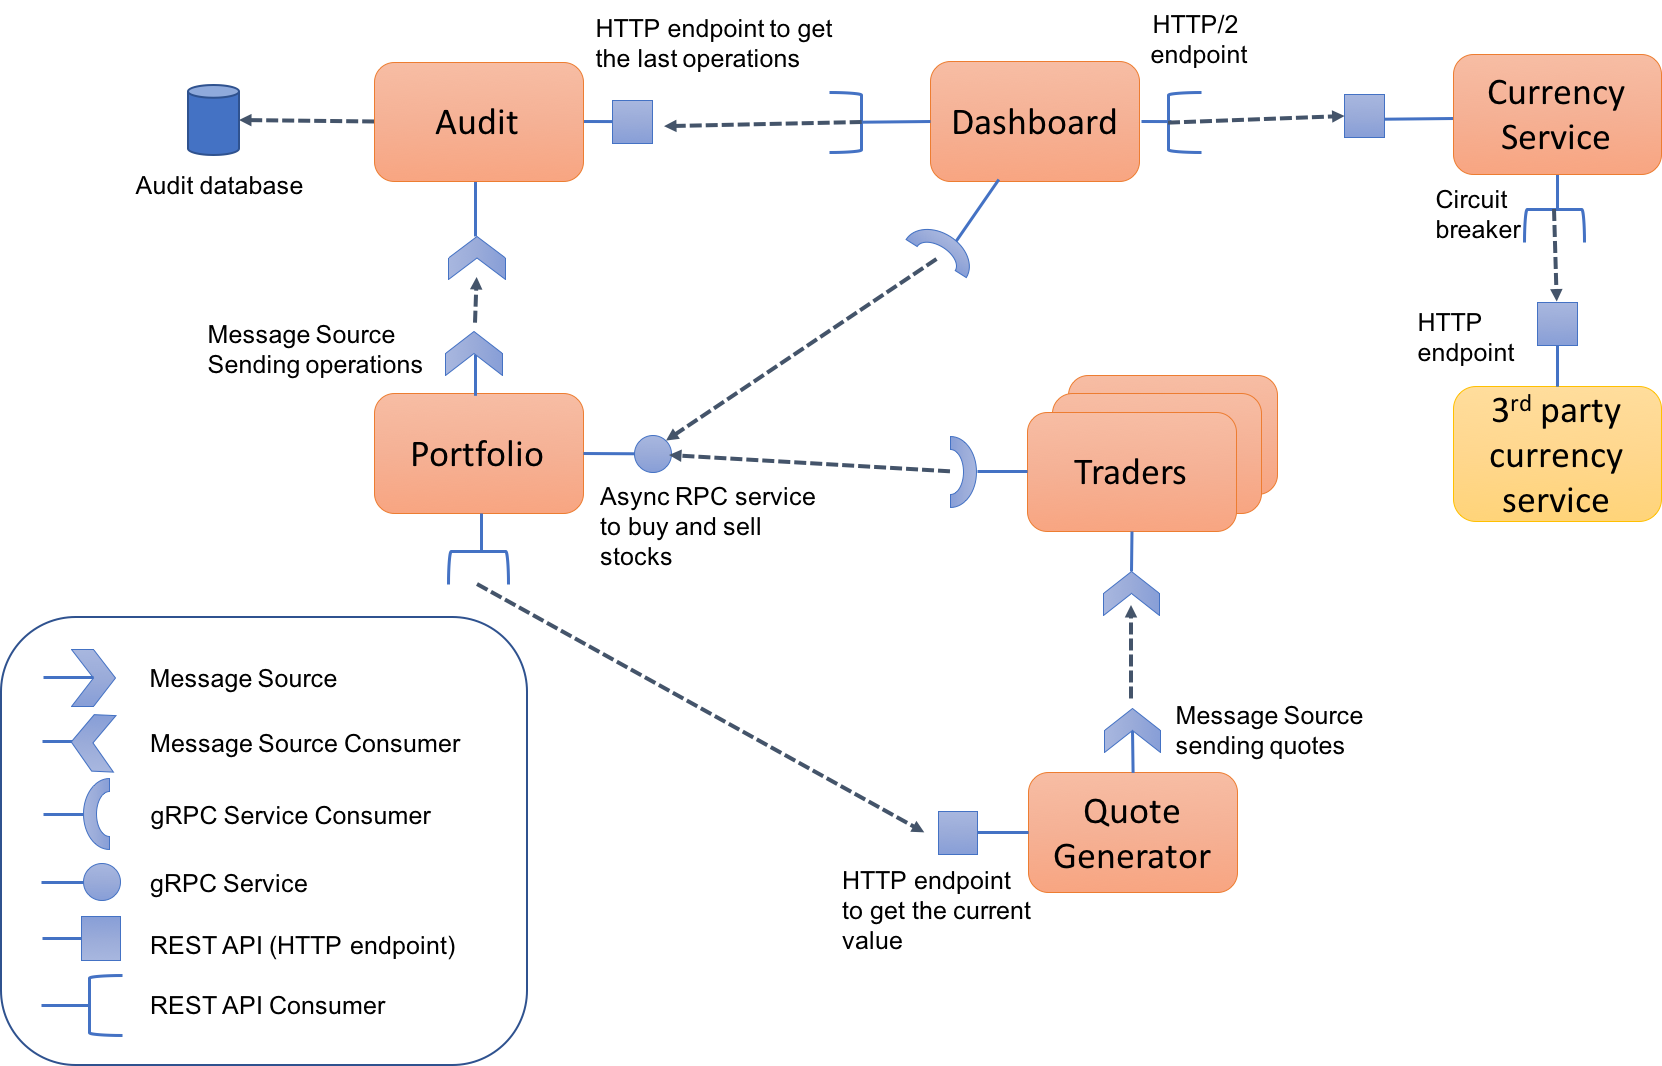 HTTP endpoint to get
the last operations
HTTP/2
endpoint
Audit
Dashboard
Currency
Service
Audit database
Circuit
breaker
Message Source
Sending operations
HTTP
endpoint
Portfolio
Traders
3rd party
currency
service
Async RPC service
to buy and sell
stocks
Message Source
Message Source Consumer
gRPC Service Consumer
gRPC Service
REST API (HTTP endpoint)
REST API Consumer
Message Source
sending quotes
Quote
Generator
HTTP endpoint
to get the current
value